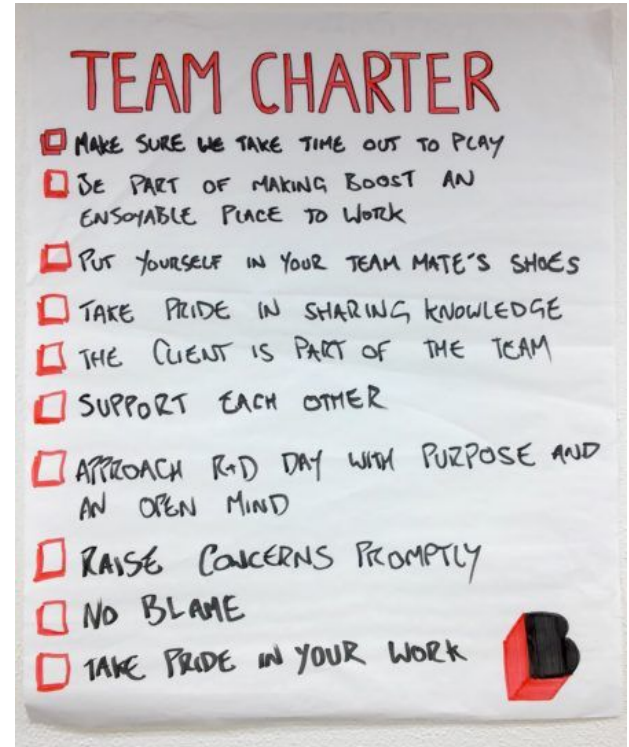 TEAM CHARTER
MAKE SURE WE TAKE TIME OUT TO PLAY
BE PART OF MAKING BOOST AN
ENJOYABLE PLACE TO WORK
PUT YOURSELF IN YOUR TEAM MATE'S SHOES
TAKE PRIDE IN SHARING KNOWLEDGE
THE CLIENT IS PART OF THE TEAM
SUPPORT EACH OTHER
APPROACH R+D DAY WITH PURPOSE AND
AN OPEN MIND
RAISE CONCERNS PROMPTLY
NO BLAME
TAKE PRIDE IN YOUR WORK
B